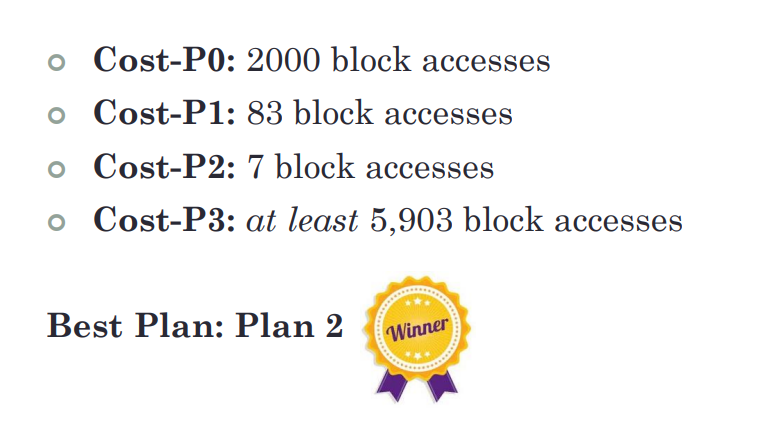 Cost-P0: 2000 block accesses
Cost-P1: 83 block accesses
Cost-P2: 7 block accesses
Cost-P3: at least 5,903 block accesses
Best Plan: Plan 2
Winner